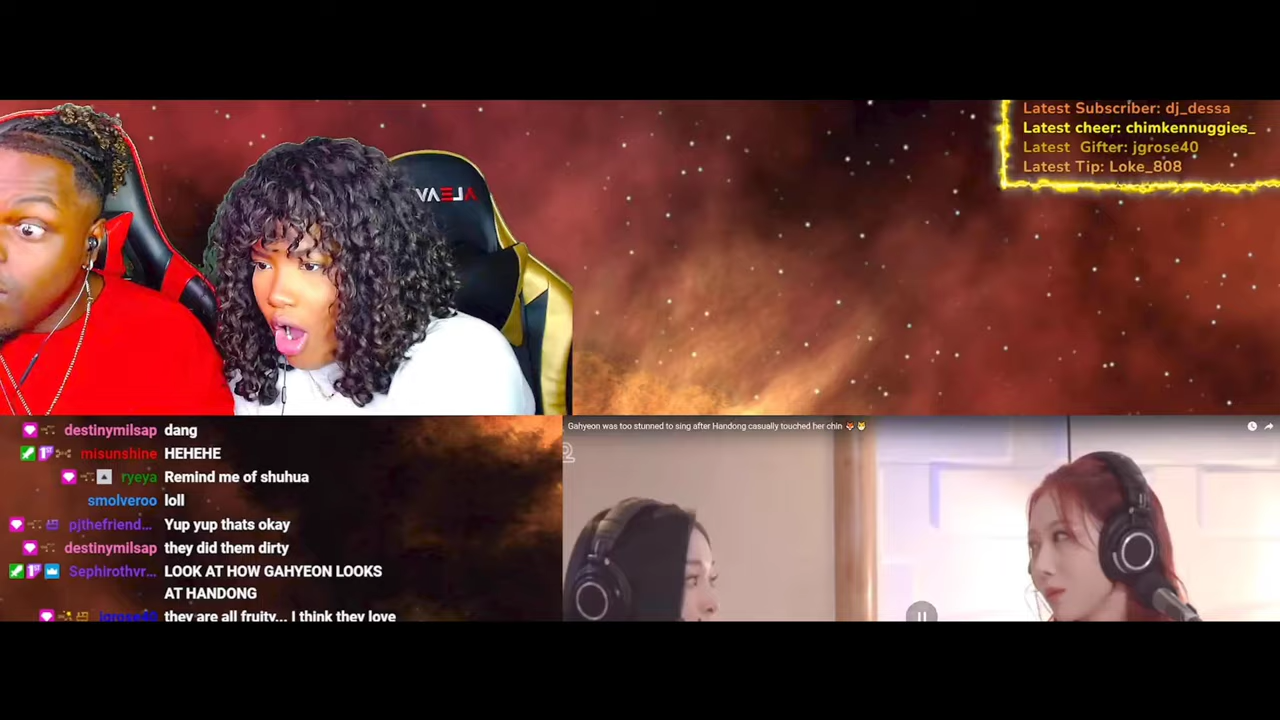 Latest Subscriber: dj_dessa
Latest cheer: chimkennuggies_
Latest Gifter: jgrose40
Latest Tip: Loke_808
destinymilsap dang
misunshine HEHEHE
ryeya Remind me of shuhua
smolveroo loll
pjthefriend... Yup yup thats okay
destinymilsap they did them dirty
Sephirothvr... LOOK AT HOW GAHYEON LOOKS
AT HANDONG
jgrose40 they are all fruity... I think they love
Gahyeon was too stunned to sing after Handong casually touched her chin 🦊 🐱